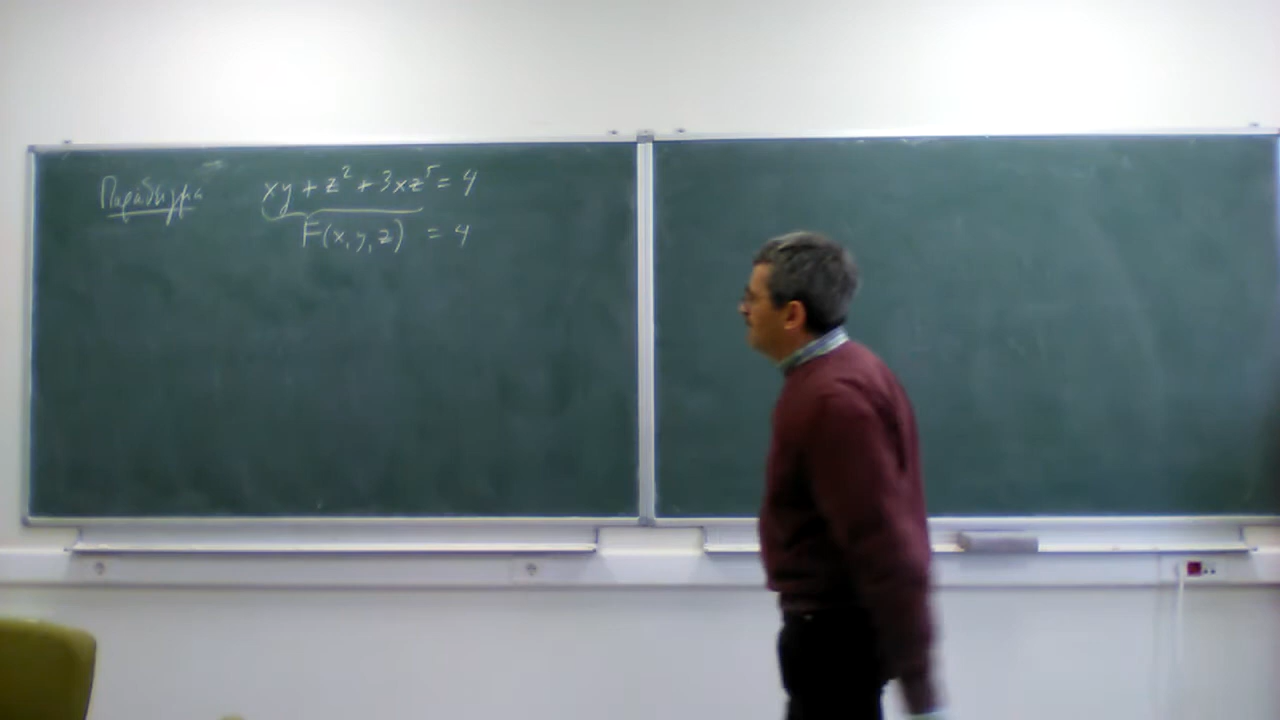 Παράδειγμα xy + z² + 3xz⁵ = 4
F(x, y, z) = 4